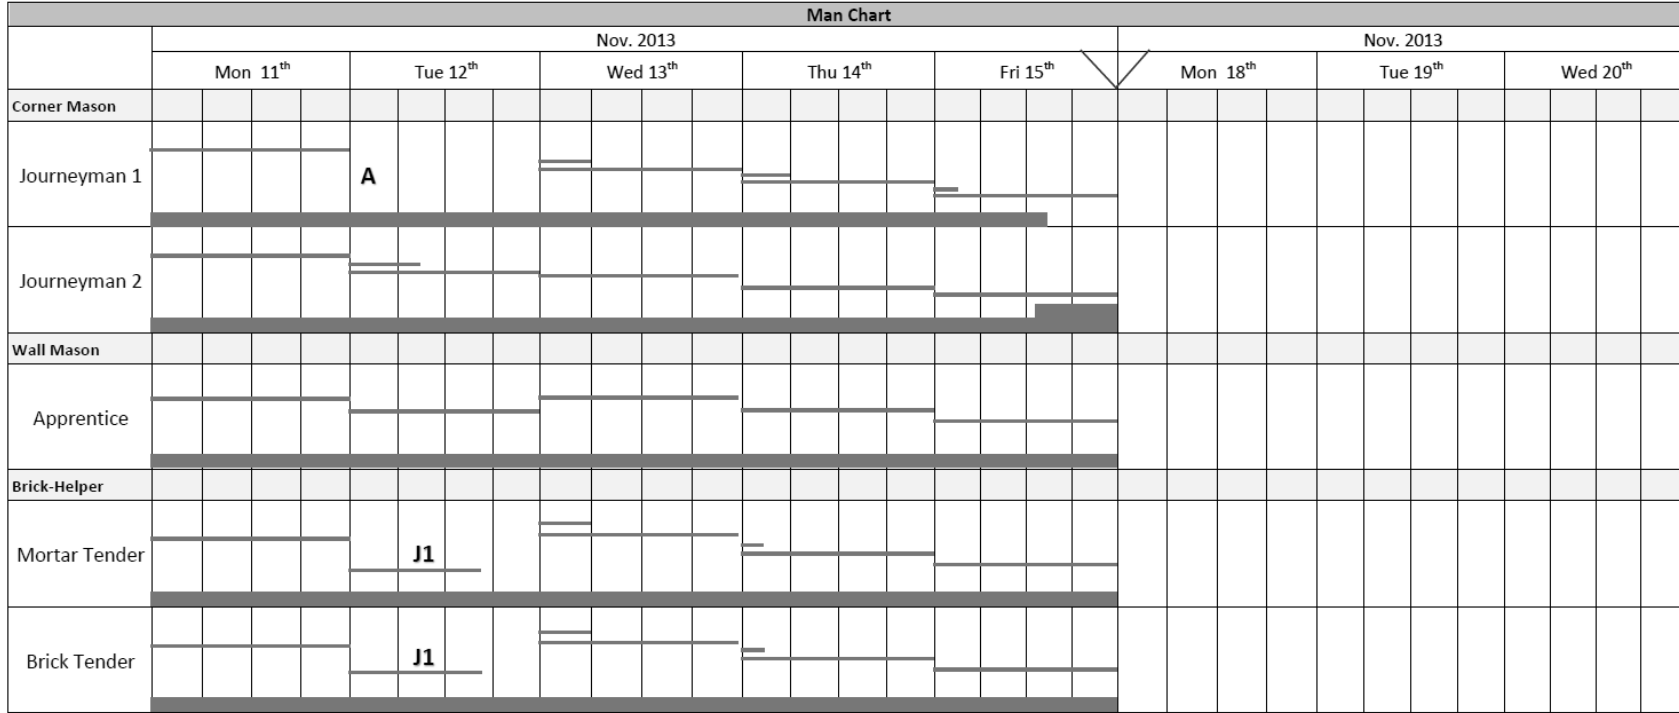 Man Chart
Nov. 2013 Nov. 2013
Mon 11th Tue 12th Wed 13th Thu 14th Fri 15th Mon 18th Tue 19th Wed 20th
Corner Mason
Journeyman 1 A
Journeyman 2
Wall Mason
Apprentice
Brick-Helper
Mortar Tender J1
Brick Tender J1